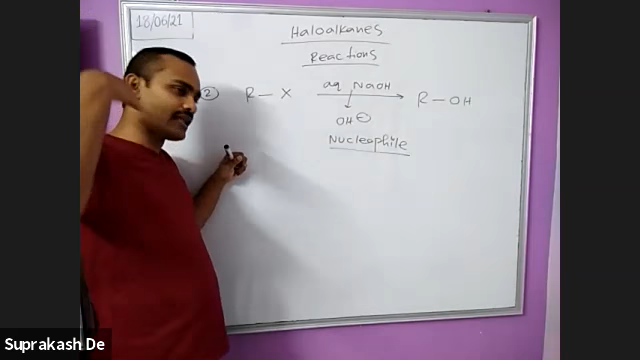 18/06/21
Haloalkanes
Reactions
② R — X aq NaOH → R — OH
OH⊖
Nucleophile
Suprakash De